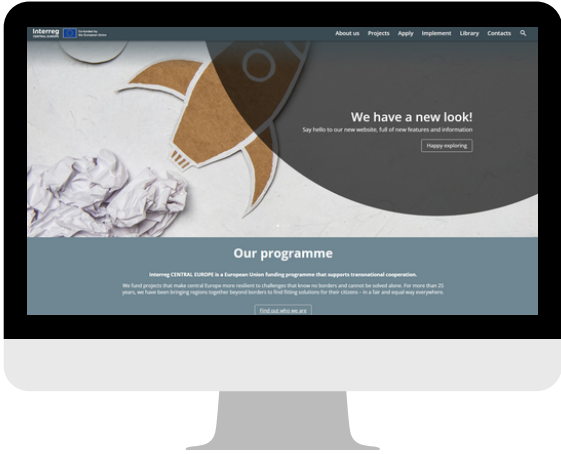 Interreg
CENTRAL EUROPE
Co-funded by
the European Union
About us Projects Apply Implement Library Contacts
We have a new look!
Say hello to our new website, full of new features and information
Happy exploring
Our programme
Interreg CENTRAL EUROPE is a European Union funding programme that supports transnational cooperation.
We fund projects that make central Europe more resilient to challenges that know no borders and cannot be solved alone. For more than 25
years, we have been bringing regions together beyond borders to find fitting solutions for their citizens - in a fair and equal way everywhere.
Find out who we are